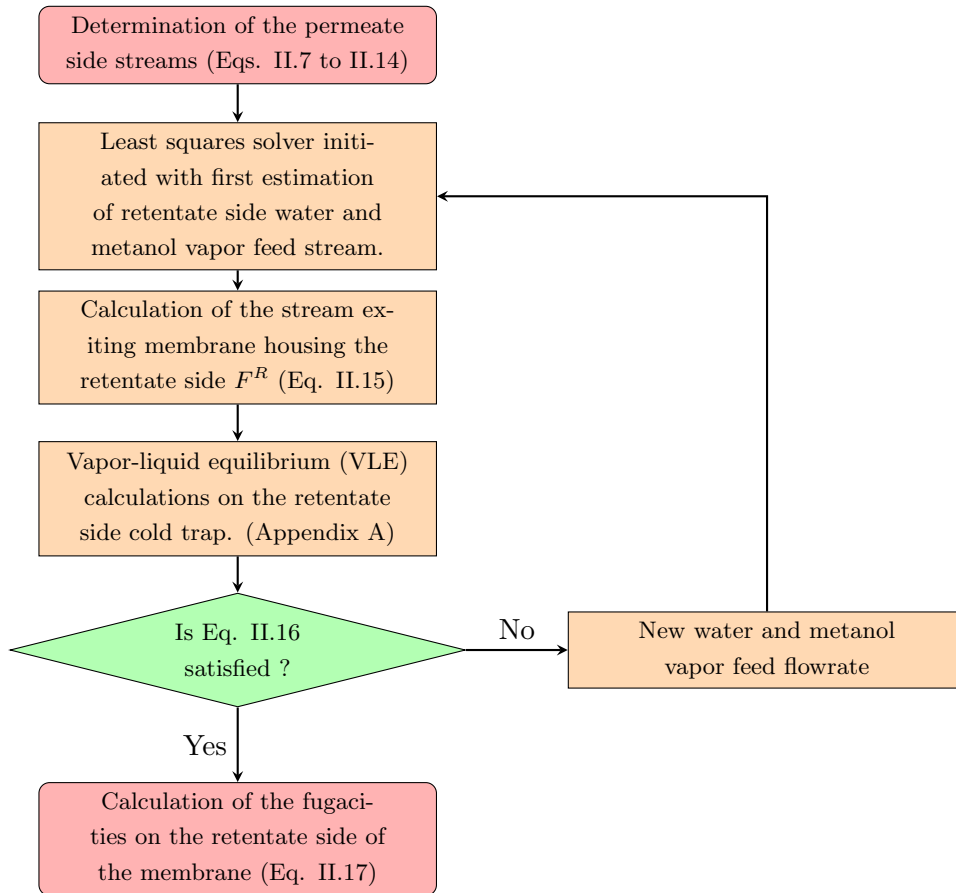 Determination of the permeate
side streams (Eqs. II.7 to II.14)
Least squares solver initi-
ated with first estimation
of retentate side water and
metanol vapor feed stream.
Calculation of the stream ex-
iting membrane housing the
retentate side F^R (Eq. II.15)
Vapor-liquid equilibrium (VLE)
calculations on the retentate
side cold trap. (Appendix A)
Is Eq. II.16
satisfied ?
No
New water and metanol
vapor feed flowrate
Yes
Calculation of the fugaci-
ties on the retentate side of
the membrane (Eq. II.17)